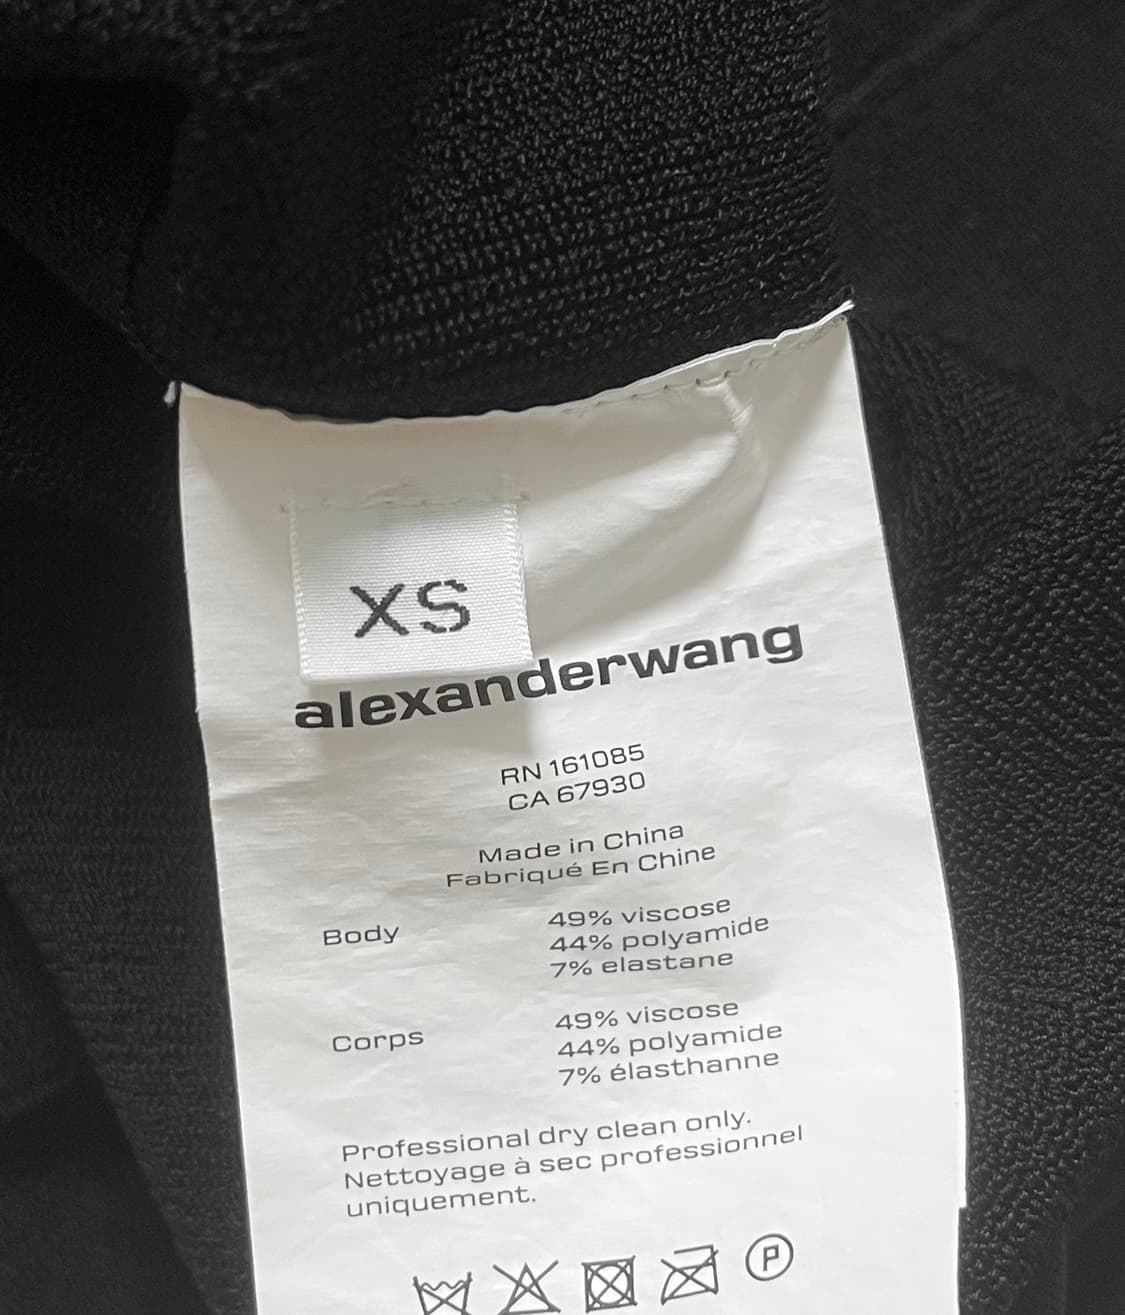 XS
alexanderwang
RN 161085
CA 67930
Made in China
Fabriqué En Chine
Body
49% viscose
44% polyamide
7% elastane
Corps
49% viscose
44% polyamide
7% élasthanne
Professional dry clean only.
Nettoyage à sec professionnel
uniquement.
P